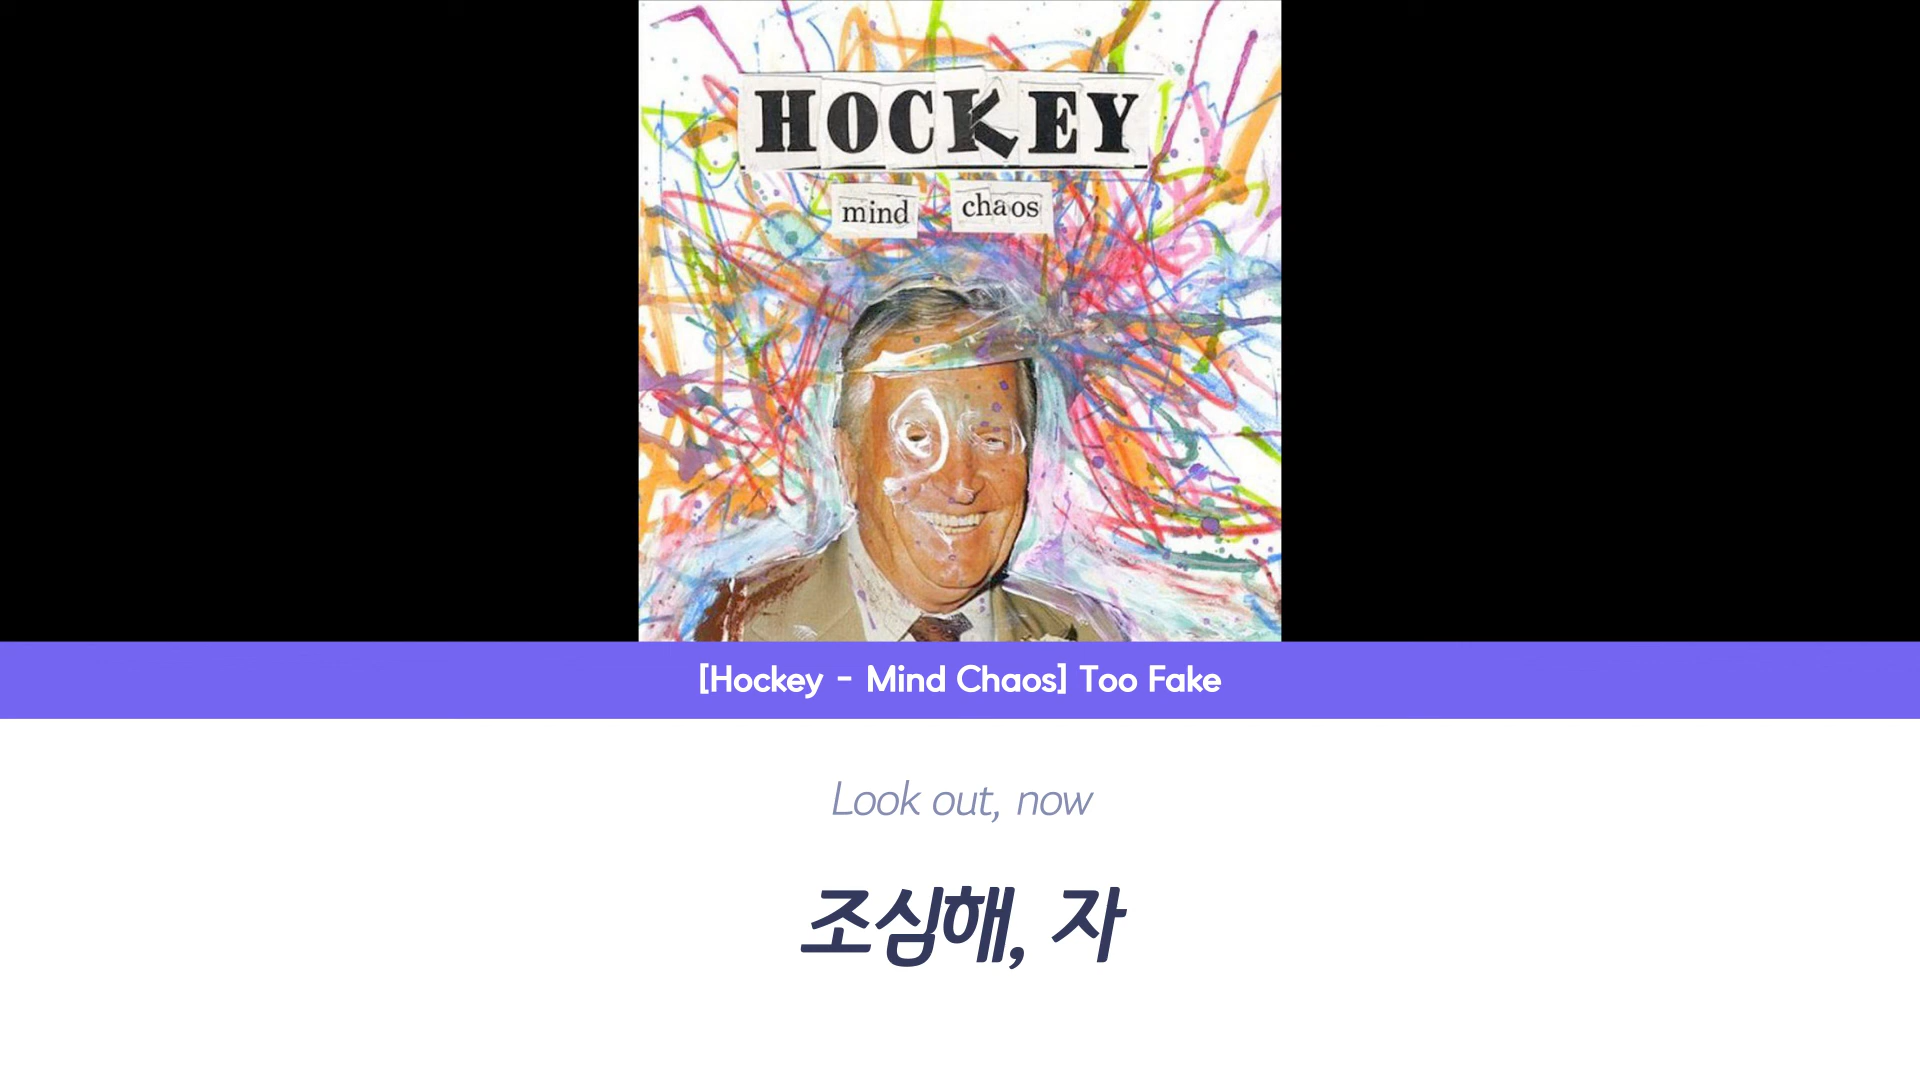 HOCKEY
mind chaos
[Hockey - Mind Chaos] Too Fake
Look out, now
조심해, 자